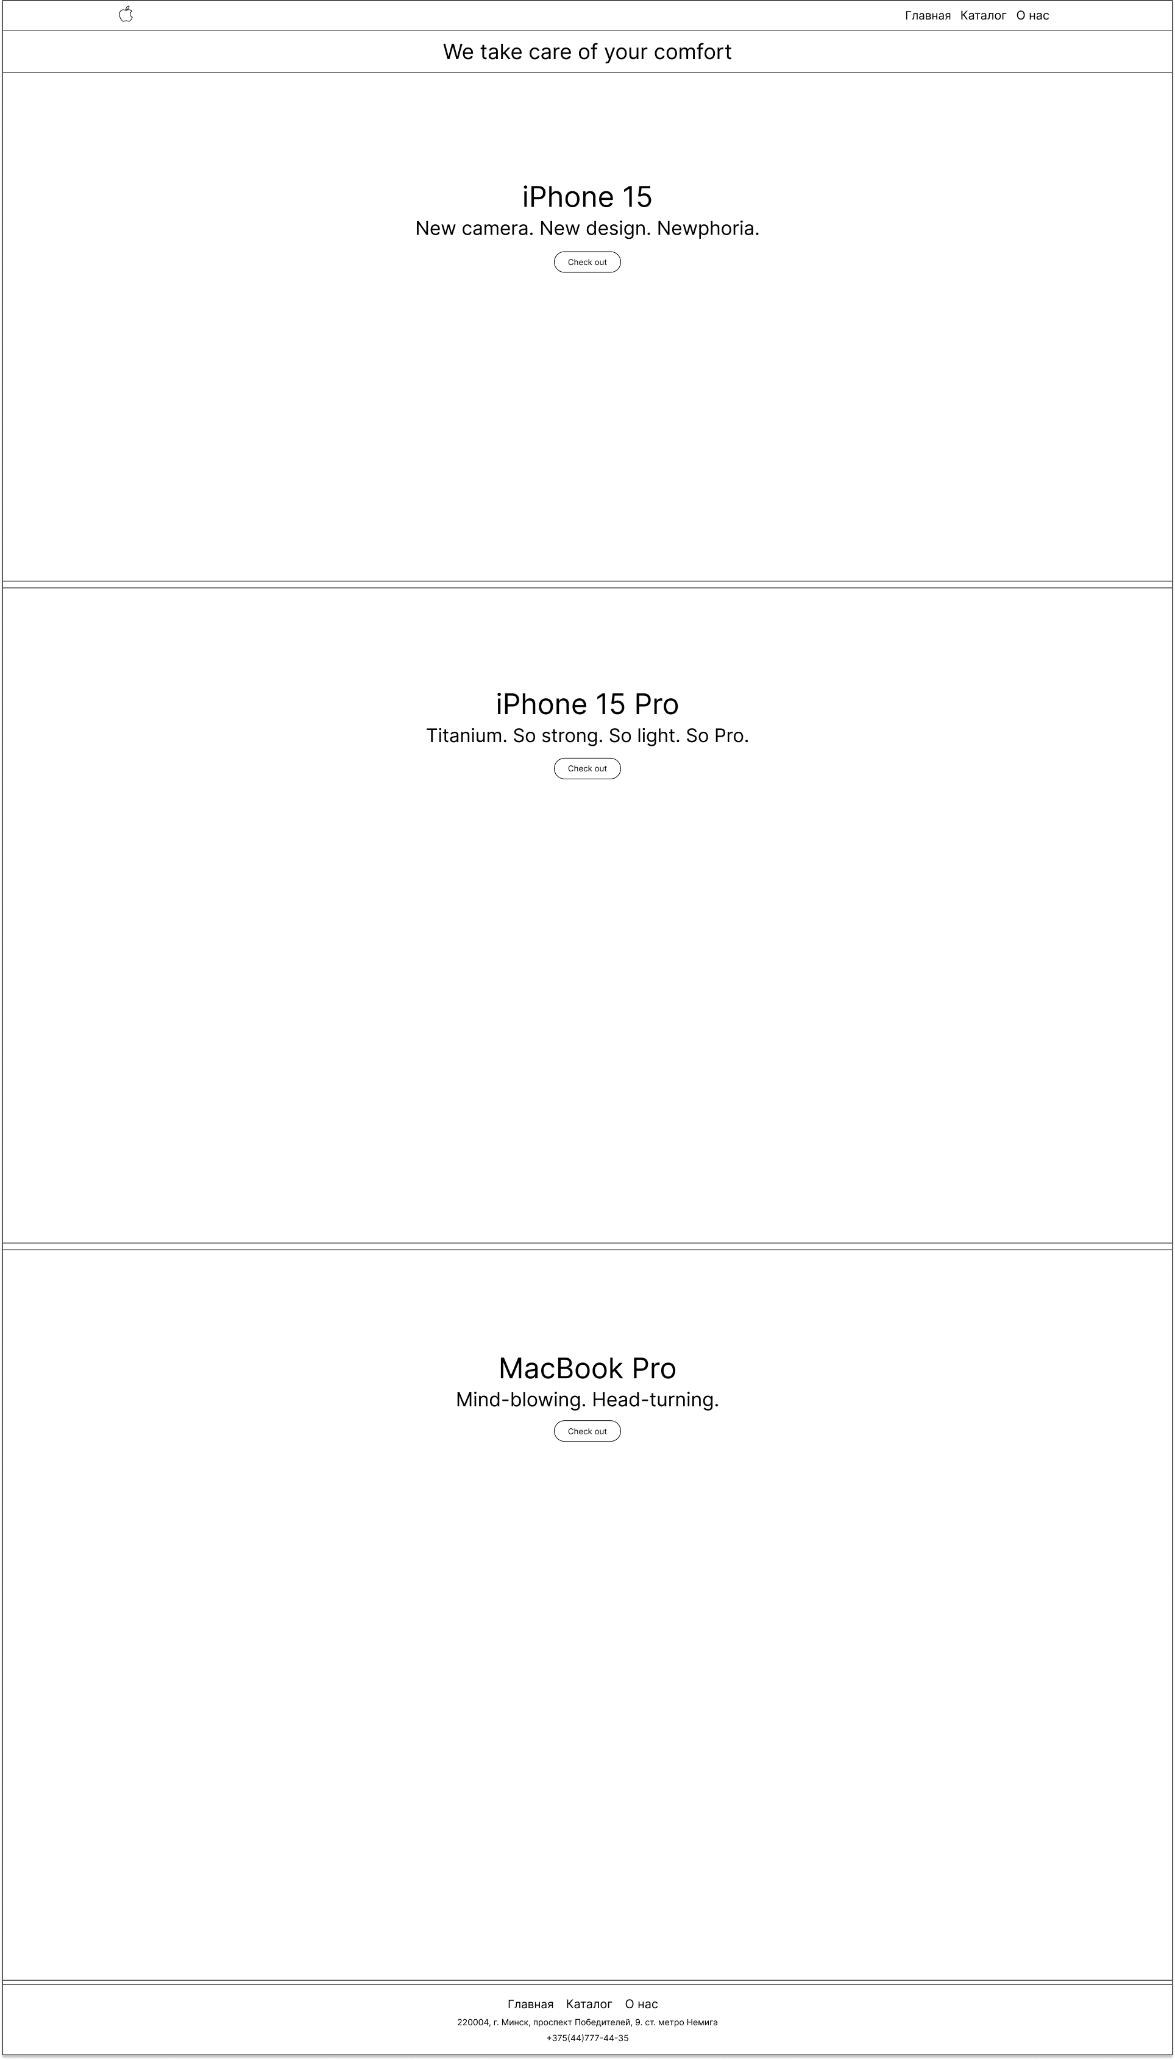 Главная Каталог О нас
We take care of your comfort
iPhone 15
New camera. New design. Newphoria.
Check out
iPhone 15 Pro
Titanium. So strong. So light. So Pro.
Check out
MacBook Pro
Mind-blowing. Head-turning.
Check out
Главная Каталог О нас
220004, г. Минск, проспект Победителей, 9. ст. метро Немига
+375(44)777-44-35